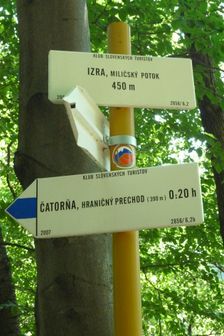 KLUB SLOVENSKÝCH TURISTOV
IZRA, MILIČSKÝ POTOK
450 m
2856/6,2
KLUB SLOVENSKÝCH TURISTOV
ČATORŇA, HRANIČNÝ PRECHOD (390 m) 0:20 h
2007
2856/6,2b